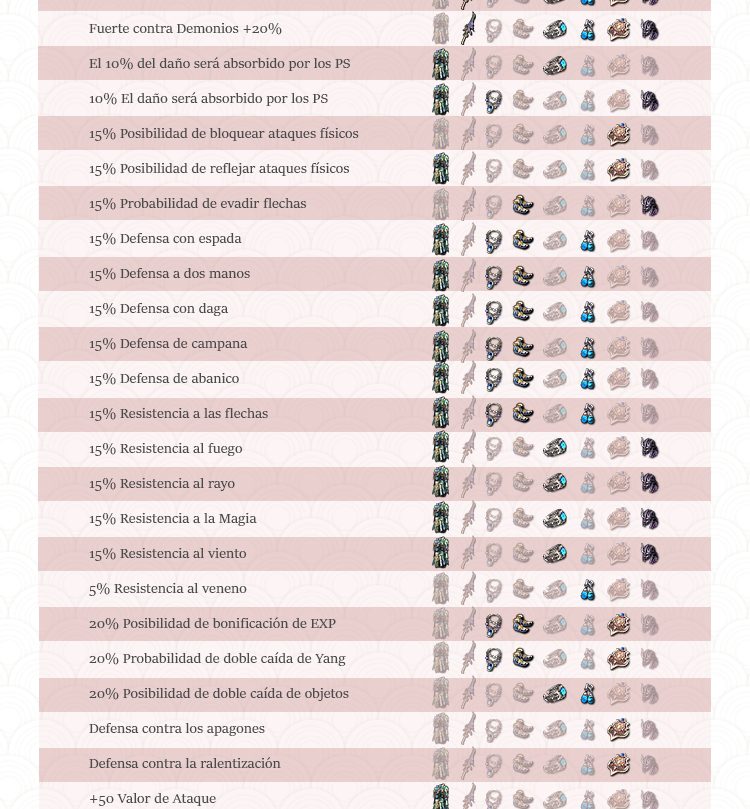 Fuerte contra Demonios +20%
El 10% del daño será absorbido por los PS
10% El daño será absorbido por los PS
15% Posibilidad de bloquear ataques físicos
15% Posibilidad de reflejar ataques físicos
15% Probabilidad de evadir flechas
15% Defensa con espada
15% Defensa a dos manos
15% Defensa con daga
15% Defensa de campana
15% Defensa de abanico
15% Resistencia a las flechas
15% Resistencia al fuego
15% Resistencia al rayo
15% Resistencia a la Magia
15% Resistencia al viento
5% Resistencia al veneno
20% Posibilidad de bonificación de EXP
20% Probabilidad de doble caída de Yang
20% Posibilidad de doble caída de objetos
Defensa contra los apagones
Defensa contra la ralentización
+50 Valor de Ataque